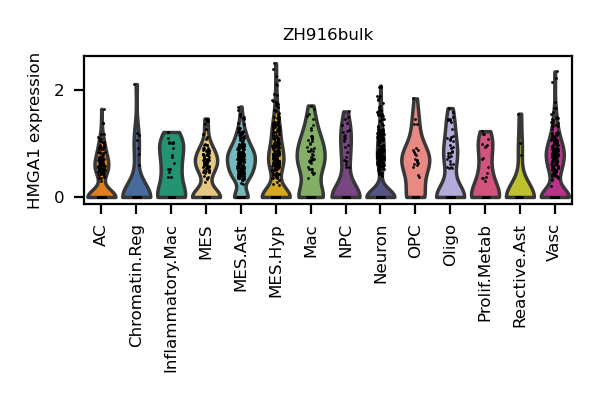 ZH916bulk
HMGA1 expression
2
0
AC
Chromatin.Reg
Inflammatory.Mac
MES
MES.Ast
MES.Hyp
Mac
NPC
Neuron
OPC
Oligo
Prolif.Metab
Reactive.Ast
Vasc